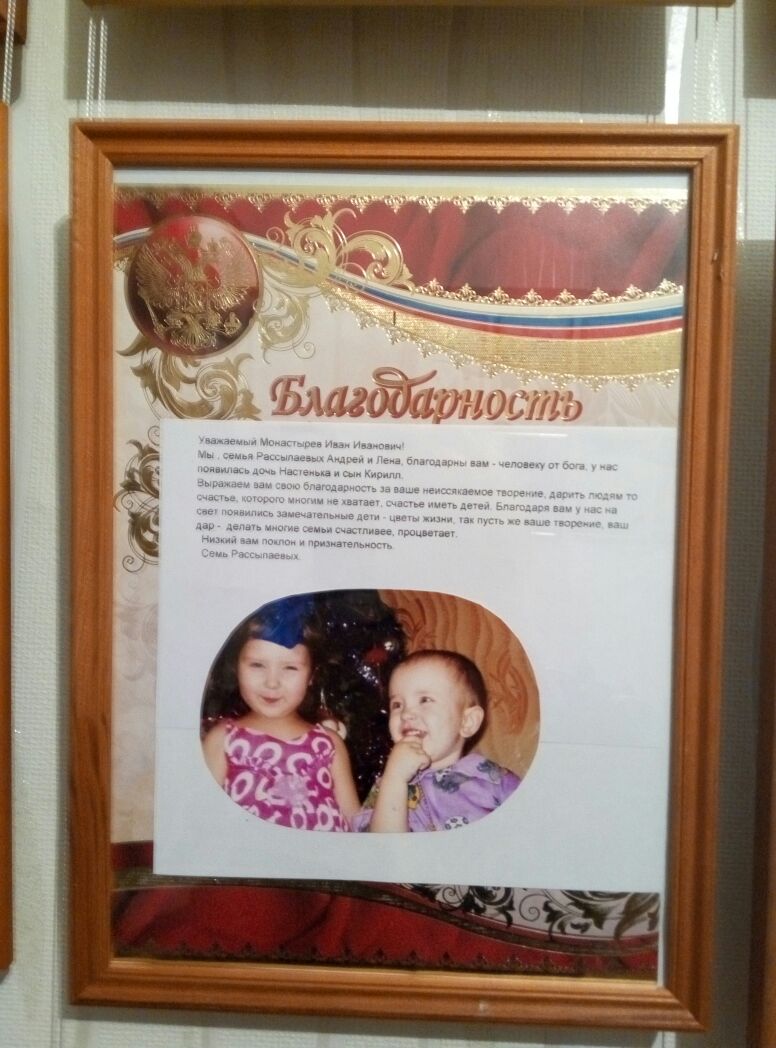 Благодарность
Уважаемый Монастырев Иван Иванович!
Мы , семья Рассылаевых Андрей и Лена, благодарны вам - человеку от бога, у нас
появилась дочь Настенька и сын Кирилл.
Выражаем вам свою благодарность за ваше неиссякаемое творение, дарить людям то
счастье, которого многим не хватает, счастье иметь детей. Благодаря вам у нас на
свет появились замечательные дети - цветы жизни, так пусть же ваше творение, ваш
дар - делать многие семьи счастливее, процветает.
Низкий вам поклон и признательность.
Семь Рассылаевых.